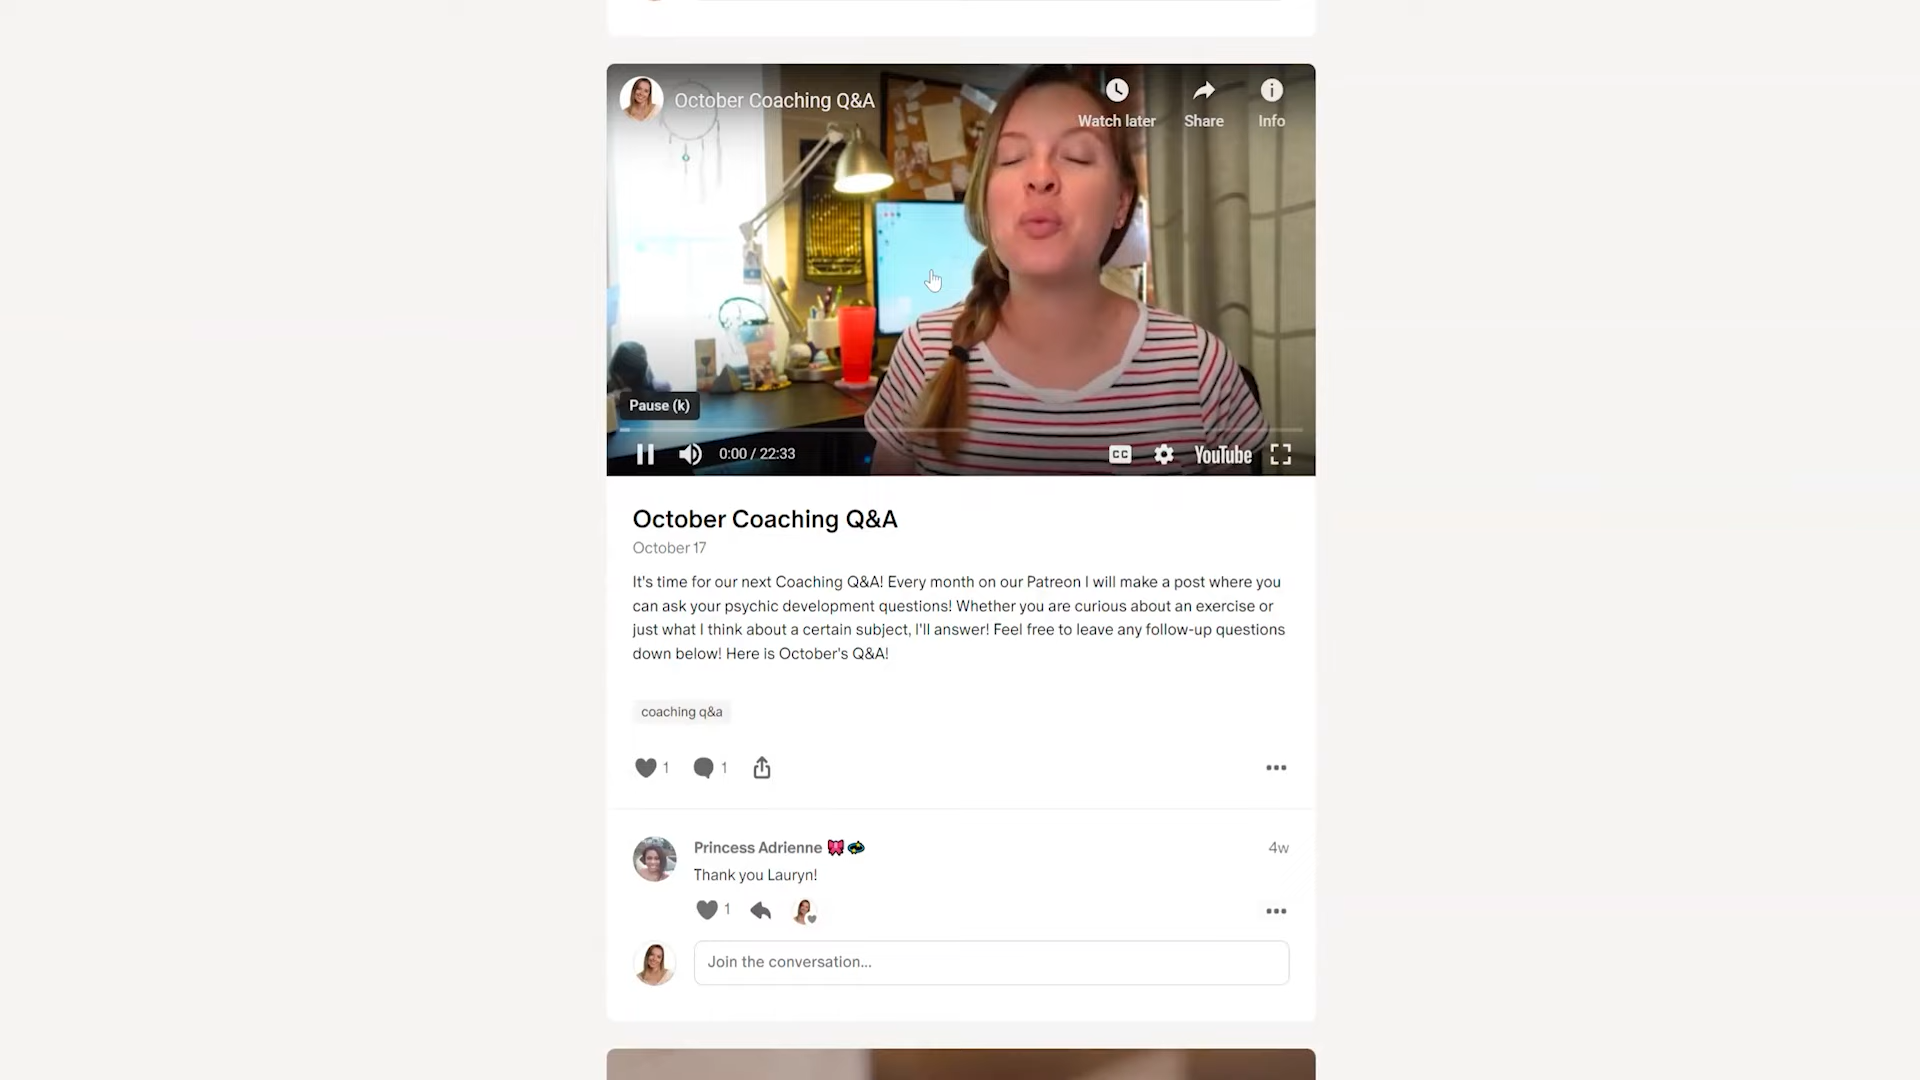 October Coaching Q&A
Watch later
Share
Info
Pause (k)
0:00 / 22:33
CC
YouTube
October Coaching Q&A
October 17
It's time for our next Coaching Q&A! Every month on our Patreon I will make a post where you
can ask your psychic development questions! Whether you are curious about an exercise or
just what I think about a certain subject, I'll answer! Feel free to leave any follow-up questions
down below! Here is October's Q&A!
coaching q&a
1
1
Princess Adrienne
4w
Thank you Lauryn!
1
Join the conversation...